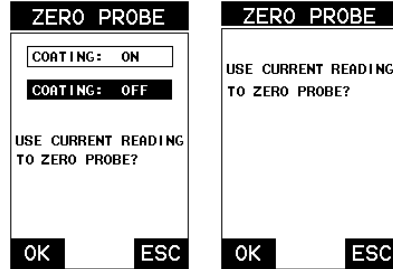 ZERO PROBE
COATING: ON
COATING: OFF
USE CURRENT READING
TO ZERO PROBE?
OK ESC
ZERO PROBE
USE CURRENT READING
TO ZERO PROBE?
OK ESC